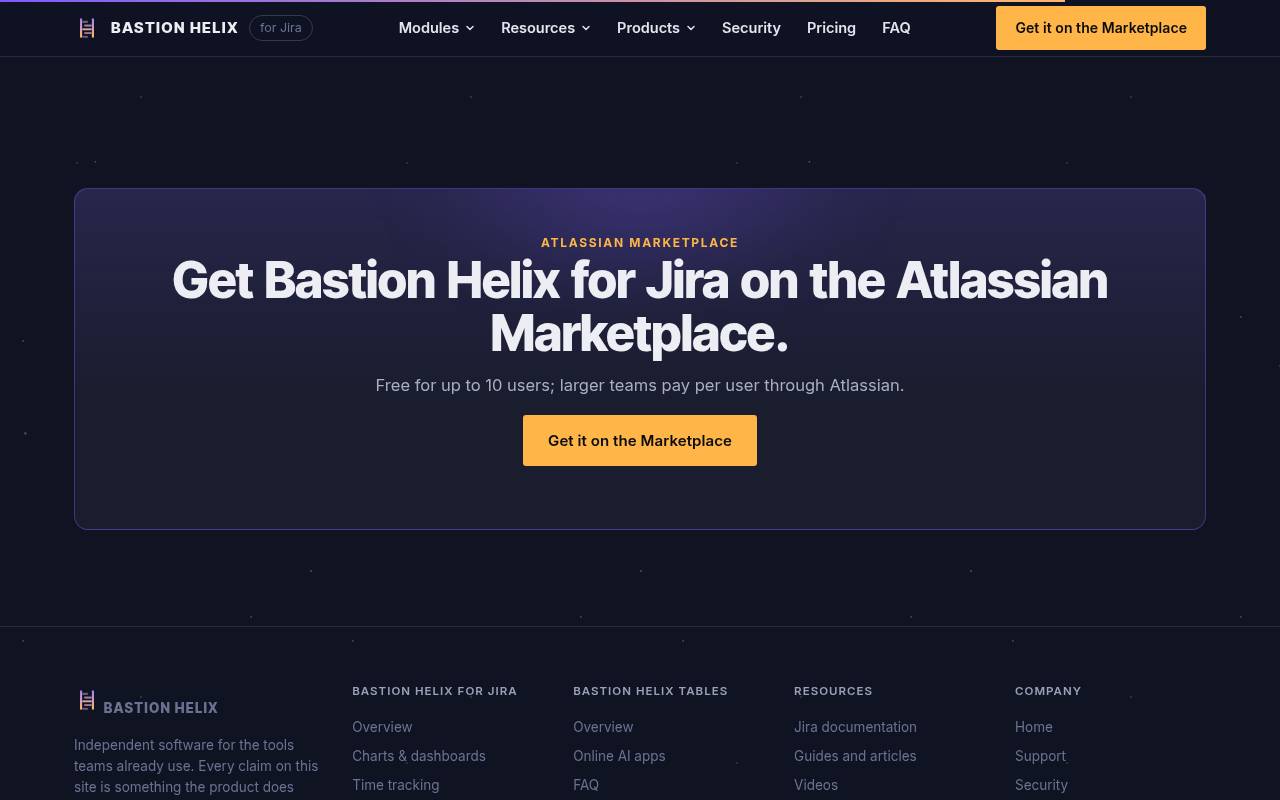 BASTION HELIX for Jira Modules Resources Products Security Pricing FAQ Get it on the Marketplace
ATLASSIAN MARKETPLACE
Get Bastion Helix for Jira on the Atlassian
Marketplace.
Free for up to 10 users; larger teams pay per user through Atlassian.
Get it on the Marketplace
BASTION HELIX
Independent software for the tools
teams already use. Every claim on this
site is something the product does
BASTION HELIX FOR JIRA
Overview
Charts & dashboards
Time tracking
BASTION HELIX TABLES
Overview
Online AI apps
FAQ
RESOURCES
Jira documentation
Guides and articles
Videos
COMPANY
Home
Support
Security